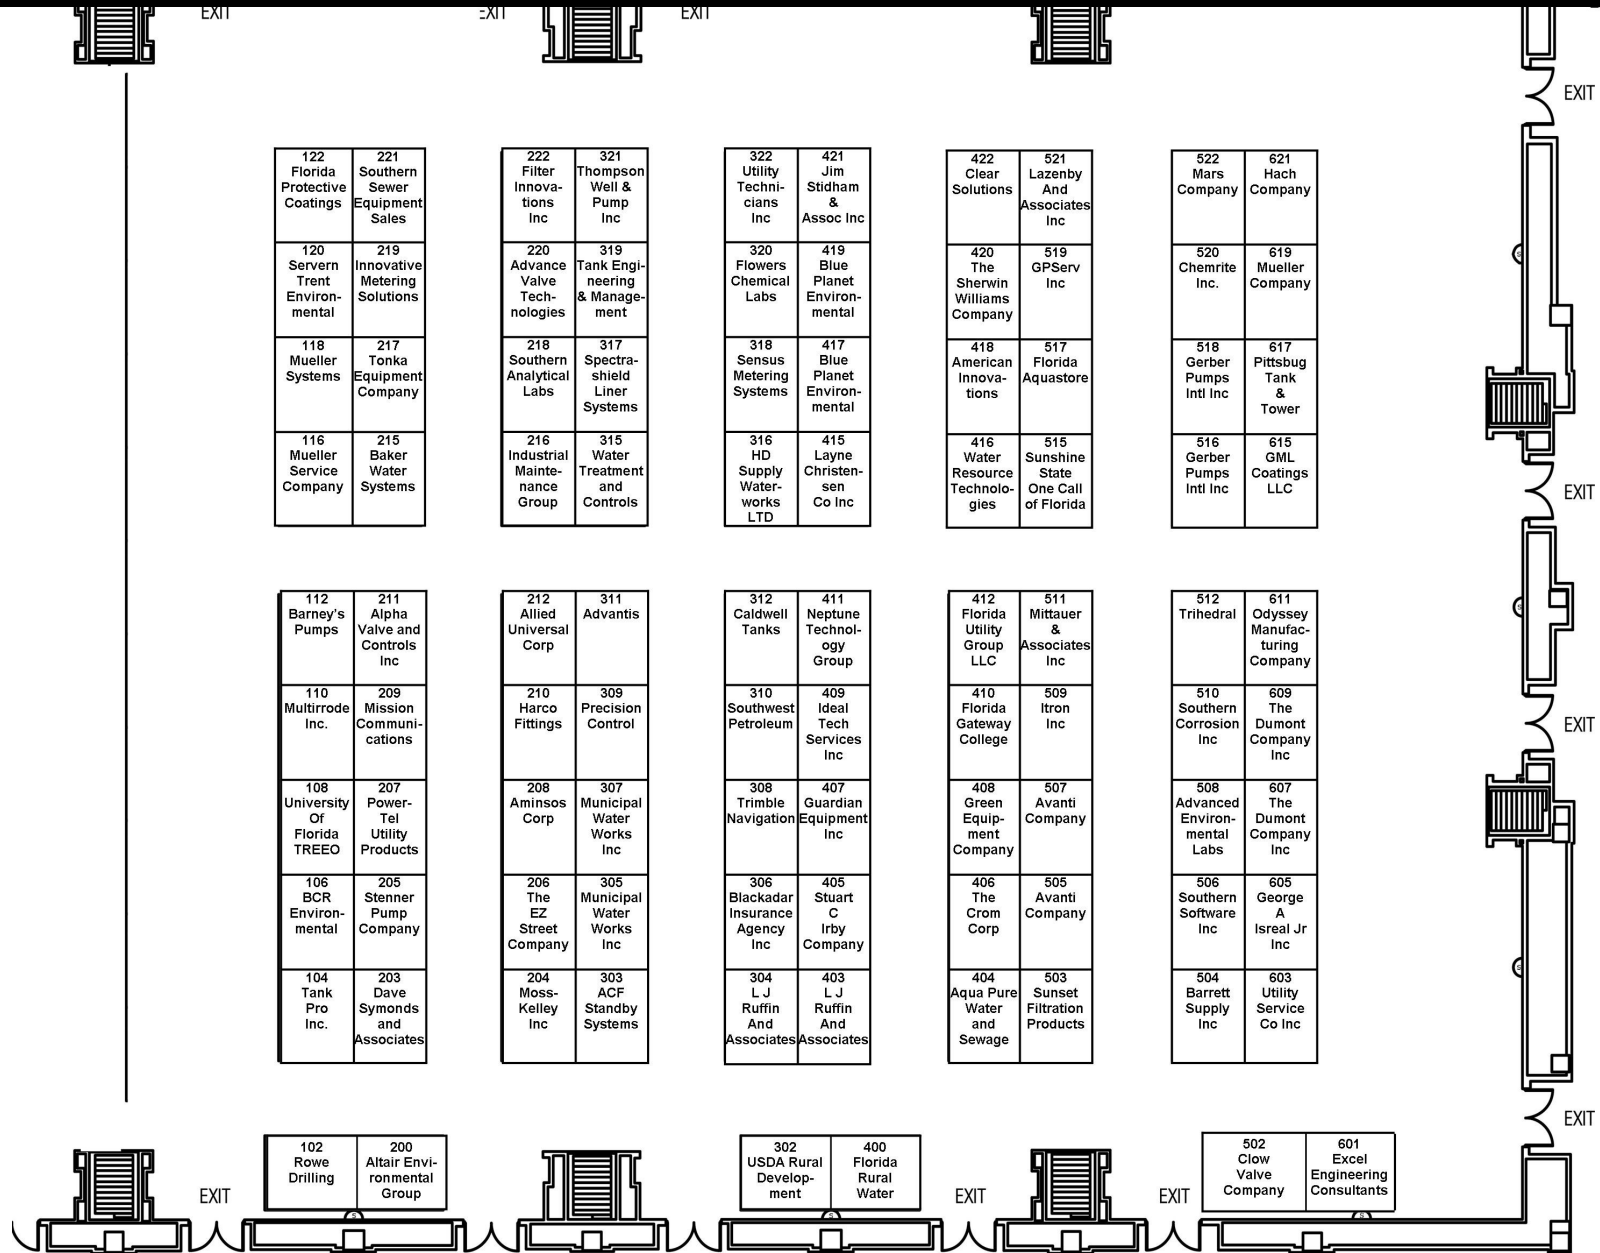 EXIT
EXIT
EXIT
EXIT
122
Florida
Protective
Coatings
221
Southern
Sewer
Equipment
Sales
222
Filter
Innova-
tions
Inc
321
Thompson
Well &
Pump
Inc
322
Utility
Techni-
cians
Inc
421
Jim
Stidham
&
Assoc Inc
422
Clear
Solutions
521
Lazenby
And
Associates
Inc
522
Mars
Company
621
Hach
Company
120
Servern
Trent
Environ-
mental
219
Innovative
Metering
Solutions
220
Advance
Valve
Tech-
nologies
319
Tank Engi-
neering
& Manage-
ment
320
Flowers
Chemical
Labs
419
Blue
Planet
Environ-
mental
420
The
Sherwin
Williams
Company
519
GPServ
Inc
520
Chemrite
Inc.
619
Mueller
Company
118
Mueller
Systems
217
Tonka
Equipment
Company
218
Southern
Analytical
Labs
317
Spectra-
shield
Liner
Systems
318
Sensus
Metering
Systems
417
Blue
Planet
Environ-
mental
418
American
Innova-
tions
517
Florida
Aquastore
518
Gerber
Pumps
Intl Inc
617
Pittsbug
Tank
&
Tower
116
Mueller
Service
Company
215
Baker
Water
Systems
216
Industrial
Mainte-
nance
Group
315
Water
Treatment
and
Controls
316
HD
Supply
Water-
works
LTD
415
Layne
Christen-
sen
Co Inc
416
Water
Resource
Technolo-
gies
515
Sunshine
State
One Call
of Florida
516
Gerber
Pumps
Intl Inc
615
GML
Coatings
LLC
EXIT
112
Barney's
Pumps
211
Alpha
Valve and
Controls
Inc
212
Allied
Universal
Corp
311
Advantis
312
Caldwell
Tanks
411
Neptune
Technol-
ogy
Group
412
Florida
Utility
Group
LLC
511
Mittauer
&
Associates
Inc
512
Trihedral
611
Odyssey
Manufac-
turing
Company
110
Multirrode
Inc.
209
Mission
Communi-
cations
210
Harco
Fittings
309
Precision
Control
310
Southwest
Petroleum
409
Ideal
Tech
Services
Inc
410
Florida
Gateway
College
509
Itron
Inc
510
Southern
Corrosion
Inc
609
The
Dumont
Company
Inc
EXIT
108
University
Of
Florida
TREEO
207
Power-
Tel
Utility
Products
208
Aminsos
Corp
307
Municipal
Water
Works
Inc
308
Trimble
Navigation
407
Guardian
Equipment
Inc
408
Green
Equip-
ment
Company
507
Avanti
Company
508
Advanced
Environ-
mental
Labs
607
The
Dumont
Company
Inc
106
BCR
Environ-
mental
205
Stenner
Pump
Company
206
The
EZ
Street
Company
305
Municipal
Water
Works
Inc
306
Blackadar
Insurance
Agency
Inc
405
Stuart
C
Irby
Company
406
The
Crom
Corp
505
Avanti
Company
506
Southern
Software
Inc
605
George
A
Isreal Jr
Inc
104
Tank
Pro
Inc.
203
Dave
Symonds
and
Associates
204
Moss-
Kelley
Inc
303
ACF
Standby
Systems
304
L J
Ruffin
And
Associates
403
L J
Ruffin
And
Associates
404
Aqua Pure
Water
and
Sewage
503
Sunset
Filtration
Products
504
Barrett
Supply
Inc
603
Utility
Service
Co Inc
EXIT
102
Rowe
Drilling
200
Altair Envi-
ronmental
Group
302
USDA Rural
Develop-
ment
400
Florida
Rural
Water
502
Clow
Valve
Company
601
Excel
Engineering
Consultants
EXIT
EXIT
EXIT